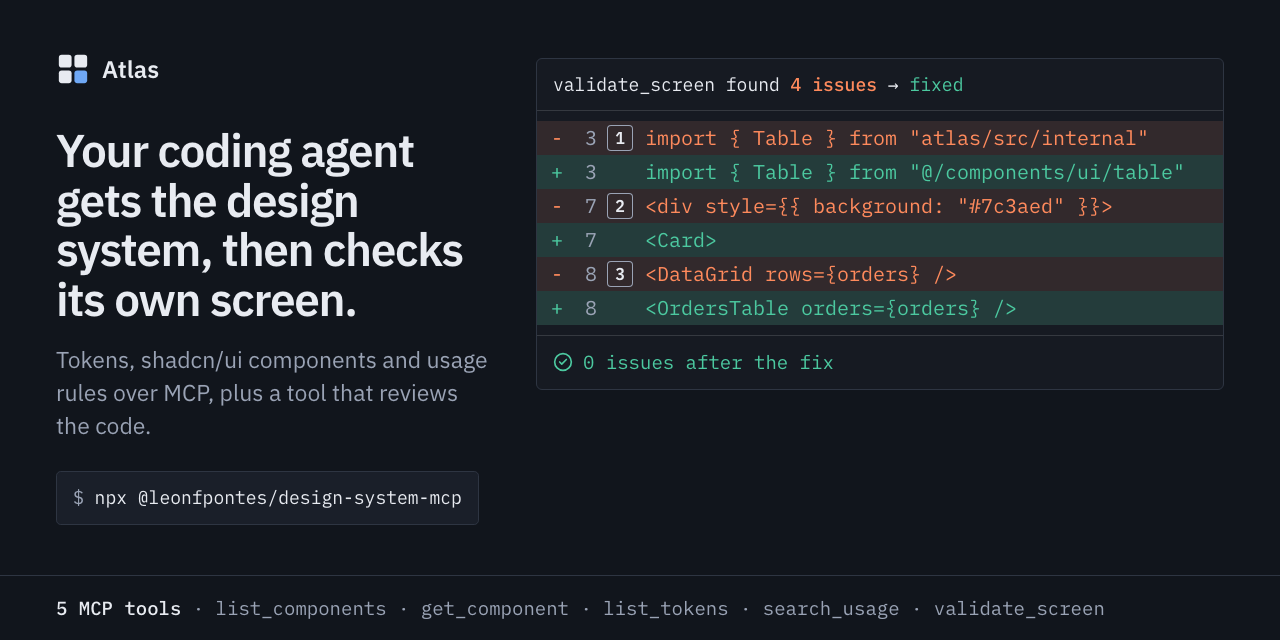 Atlas
Your coding agent
gets the design
system, then checks
its own screen.
Tokens, shadcn/ui components and usage
rules over MCP, plus a tool that reviews
the code.
$ npx @leonfpontes/design-system-mcp
validate_screen found 4 issues → fixed
- 3 1 import { Table } from "atlas/src/internal"
+ 3 import { Table } from "@/components/ui/table"
- 7 2 <div style={{ background: "#7c3aed" }}>
+ 7 <Card>
- 8 3 <DataGrid rows={orders} />
+ 8 <OrdersTable orders={orders} />
0 issues after the fix
5 MCP tools · list_components · get_component · list_tokens · search_usage · validate_screen